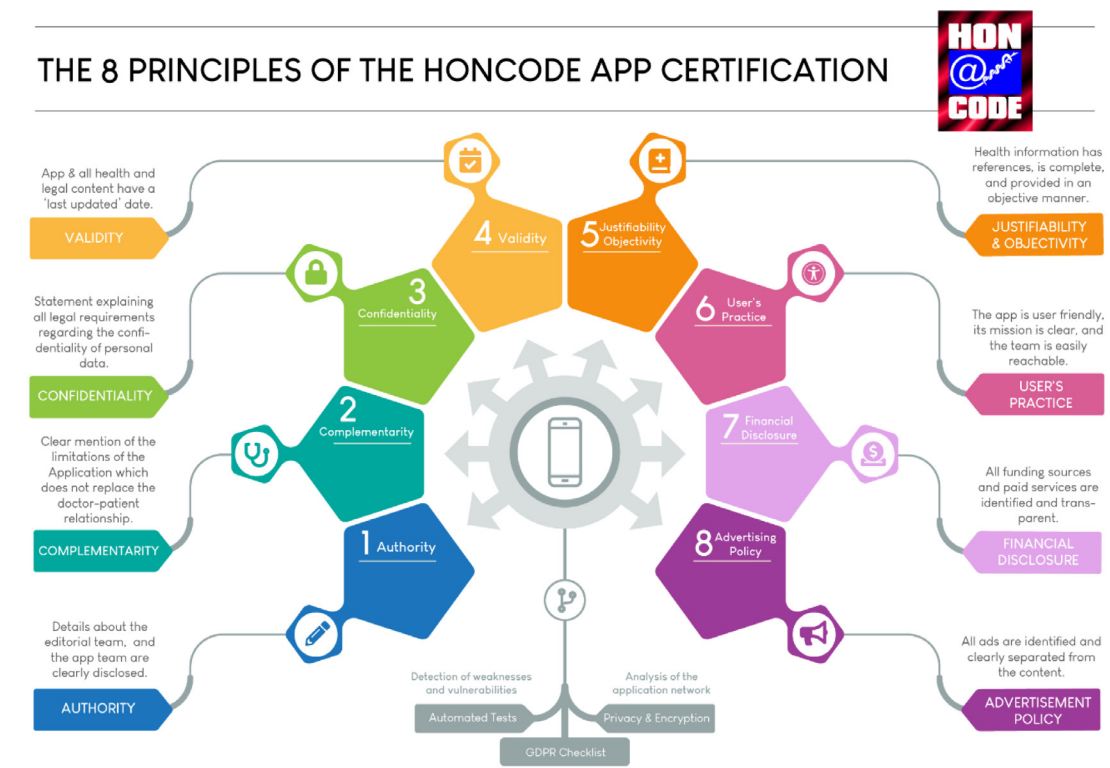 THE 8 PRINCIPLES OF THE HONCODE APP CERTIFICATION
HON
@
CODE
App & all health and
legal content have a
'last updated' date.
VALIDITY
Statement explaining
all legal requirements
regarding the confi-
dentiality of personal
data.
CONFIDENTIALITY
Clear mention of the
limitations of the
Application which
does not replace the
doctor-patient
relationship.
COMPLEMENTARITY
Details about the
editorial team, and
the app team are
clearly disclosed.
AUTHORITY
1 Authority
2
Complementarity
3
Confidentiality
4 Validity
5 Justifiability
Objectivity
6 User's
Practice
7 Financial
Disclosure
8 Advertising
Policy
Health information has
references, is complete,
and provided in an
objective manner.
JUSTIFIABILITY
& OBJECTIVITY
The app is user friendly,
its mission is clear, and
the team is easily
reachable.
USER'S
PRACTICE
All funding sources
and paid services are
identified and trans-
parent.
FINANCIAL
DISCLOSURE
All ads are identified and
clearly separated from
the content.
ADVERTISEMENT
POLICY
Detection of weaknesses
and vulnerabilities
Automated Tests
Analysis of the
application network
Privacy & Encryption
GDPR Checklist